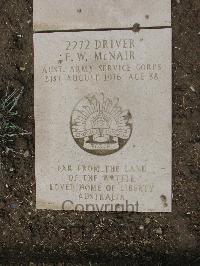 2972 DRIVER
F. W. McNAIR
AUST. ARMY SERVICE CORPS
21ST AUGUST 1916 AGE 38
FAR FROM THE LAND
OF THE WATTLE
LOVED HOME OF LIBERTY
AUSTRALIA
Copyright